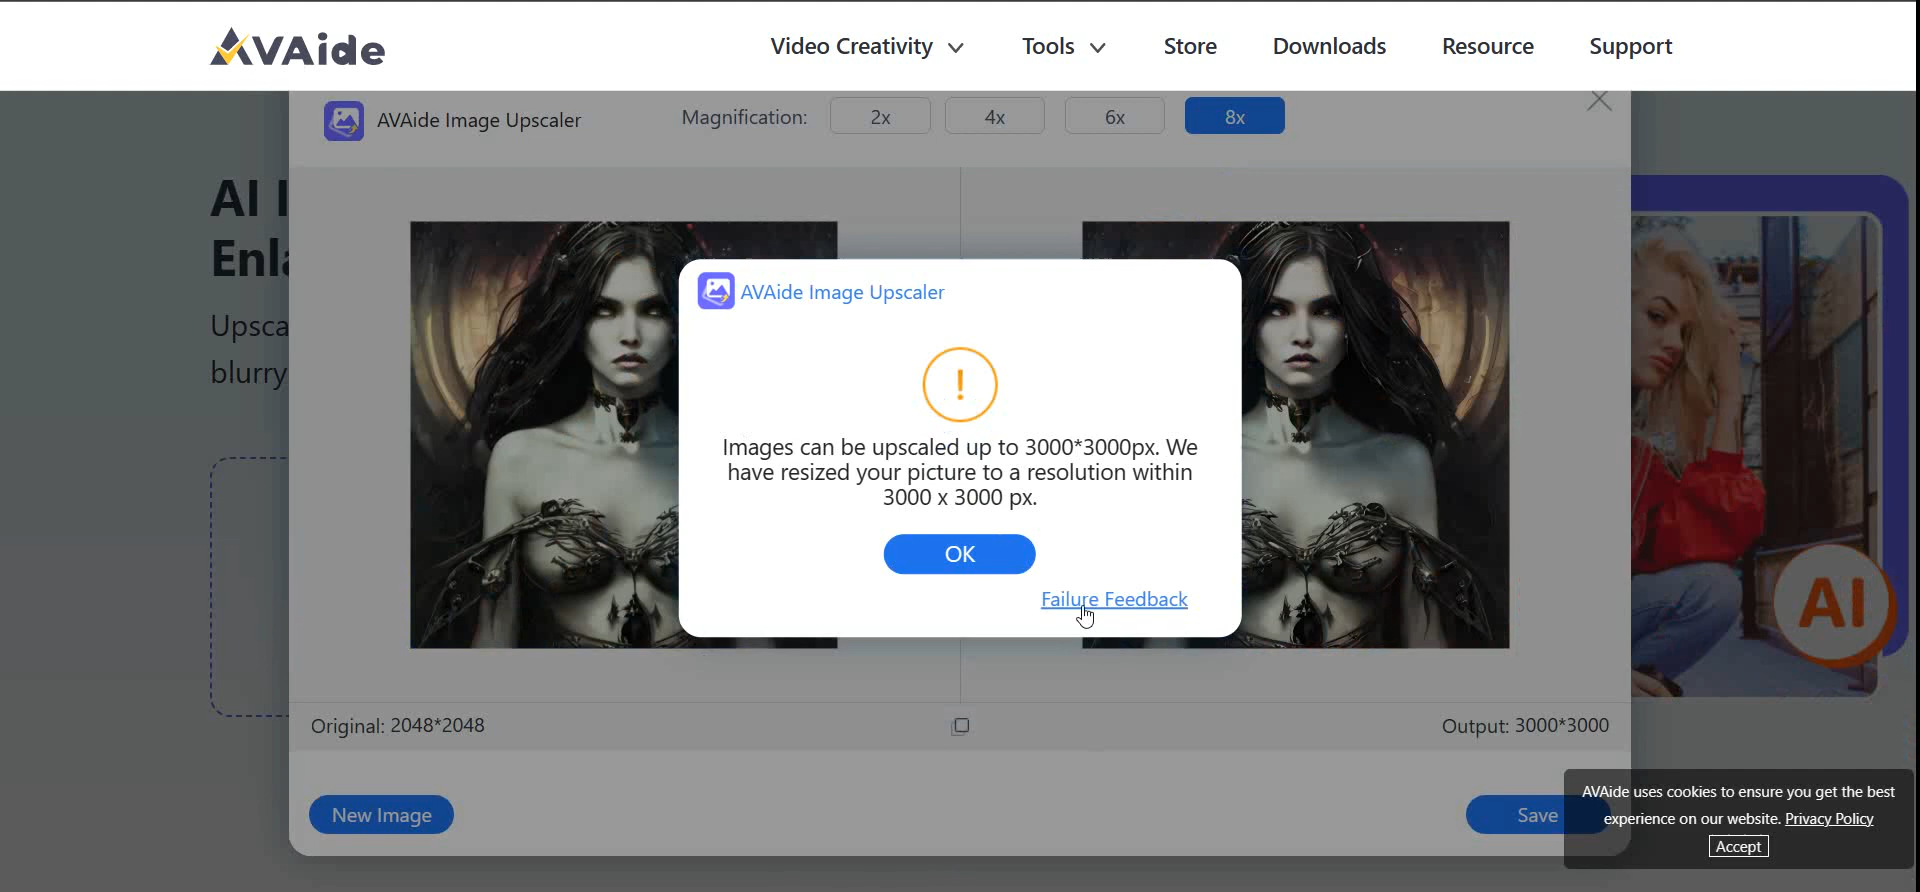 AVAide
Video Creativity
Tools
Store
Downloads
Resource
Support
AVAide Image Upscaler
Magnification:
2x
4x
6x
8x
AI
Upsca
blurry
AVAide Image Upscaler
!
Images can be upscaled up to 3000*3000px. We
have resized your picture to a resolution within
3000 x 3000 px.
OK
Failure Feedback
AI
Original: 2048*2048
Output: 3000*3000
New Image
Save
AVAide uses cookies to ensure you get the best
experience on our website. Privacy Policy
Accept